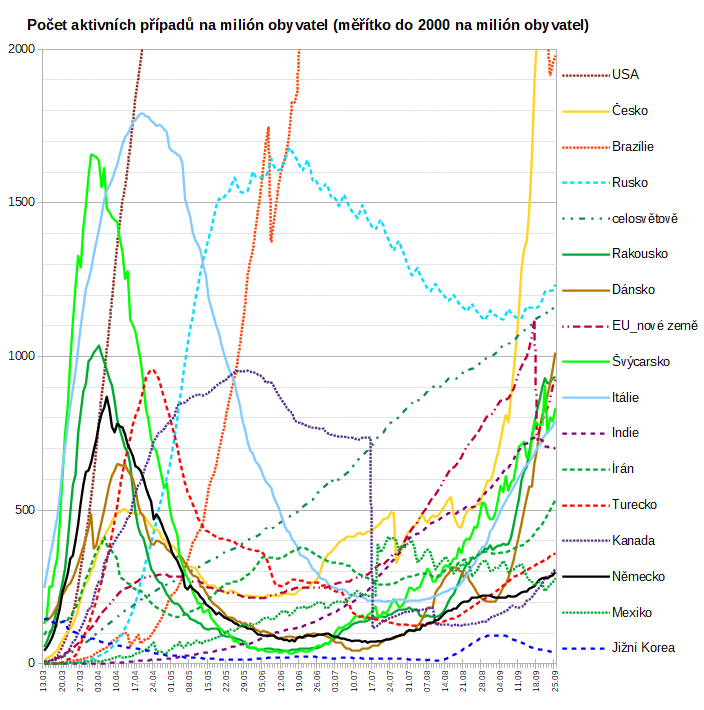 Počet aktivních případů na milión obyvatel (měřítko do 2000 na milión obyvatel)
2000
1500
1000
500
0
13.03
20.03
27.03
03.04
10.04
17.04
24.04
01.05
08.05
15.05
22.05
29.05
05.06
12.06
19.06
26.06
03.07
10.07
17.07
24.07
31.07
07.08
14.08
21.08
28.08
04.09
11.09
18.09
25.09
USA
Česko
Brazílie
Rusko
celosvětově
Rakousko
Dánsko
EU_nové země
Švýcarsko
Itálie
Indie
Írán
Turecko
Kanada
Německo
Mexiko
Jižní Korea